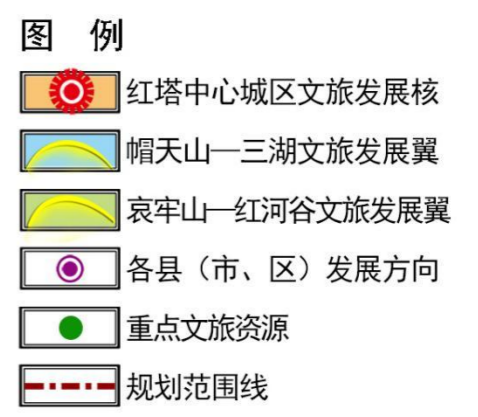 图 例
红塔中心城区文旅发展核
帽天山—三湖文旅发展翼
哀牢山—红河谷文旅发展翼
各县（市、区）发展方向
重点文旅资源
规划范围线